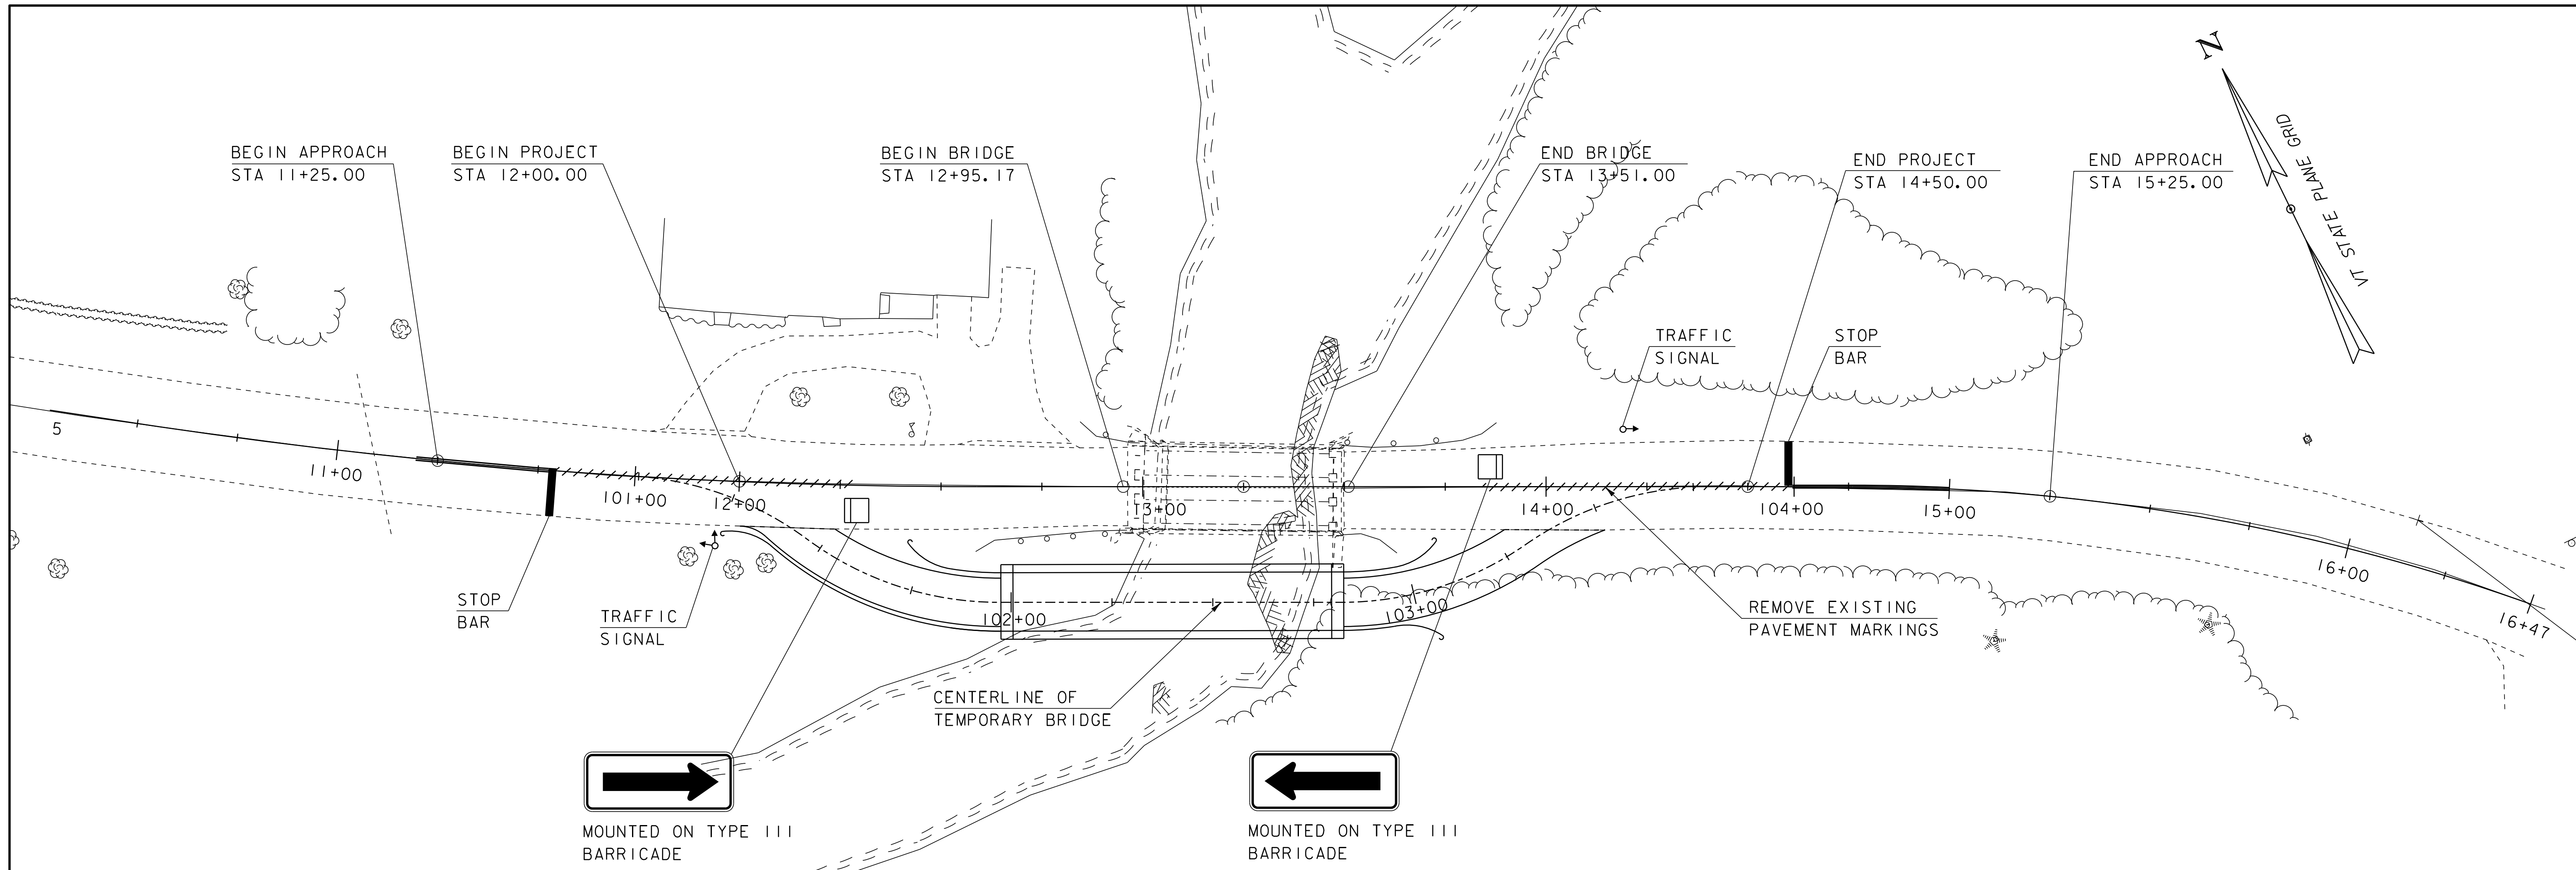 N
VT STATE PLANE GRID
BEGIN APPROACH
STA 11+25.00
BEGIN PROJECT
STA 12+00.00
BEGIN BRIDGE
STA 12+95.17
END BRIDGE
STA 13+51.00
END PROJECT
STA 14+50.00
END APPROACH
STA 15+25.00
TRAFFIC
SIGNAL
STOP
BAR
5
11+00
101+00
12+00
13+00
14+00
104+00
15+00
16+00
16+47
102+00
103+00
STOP
BAR
TRAFFIC
SIGNAL
CENTERLINE OF
TEMPORARY BRIDGE
REMOVE EXISTING
PAVEMENT MARKINGS
MOUNTED ON TYPE III
BARRICADE
MOUNTED ON TYPE III
BARRICADE